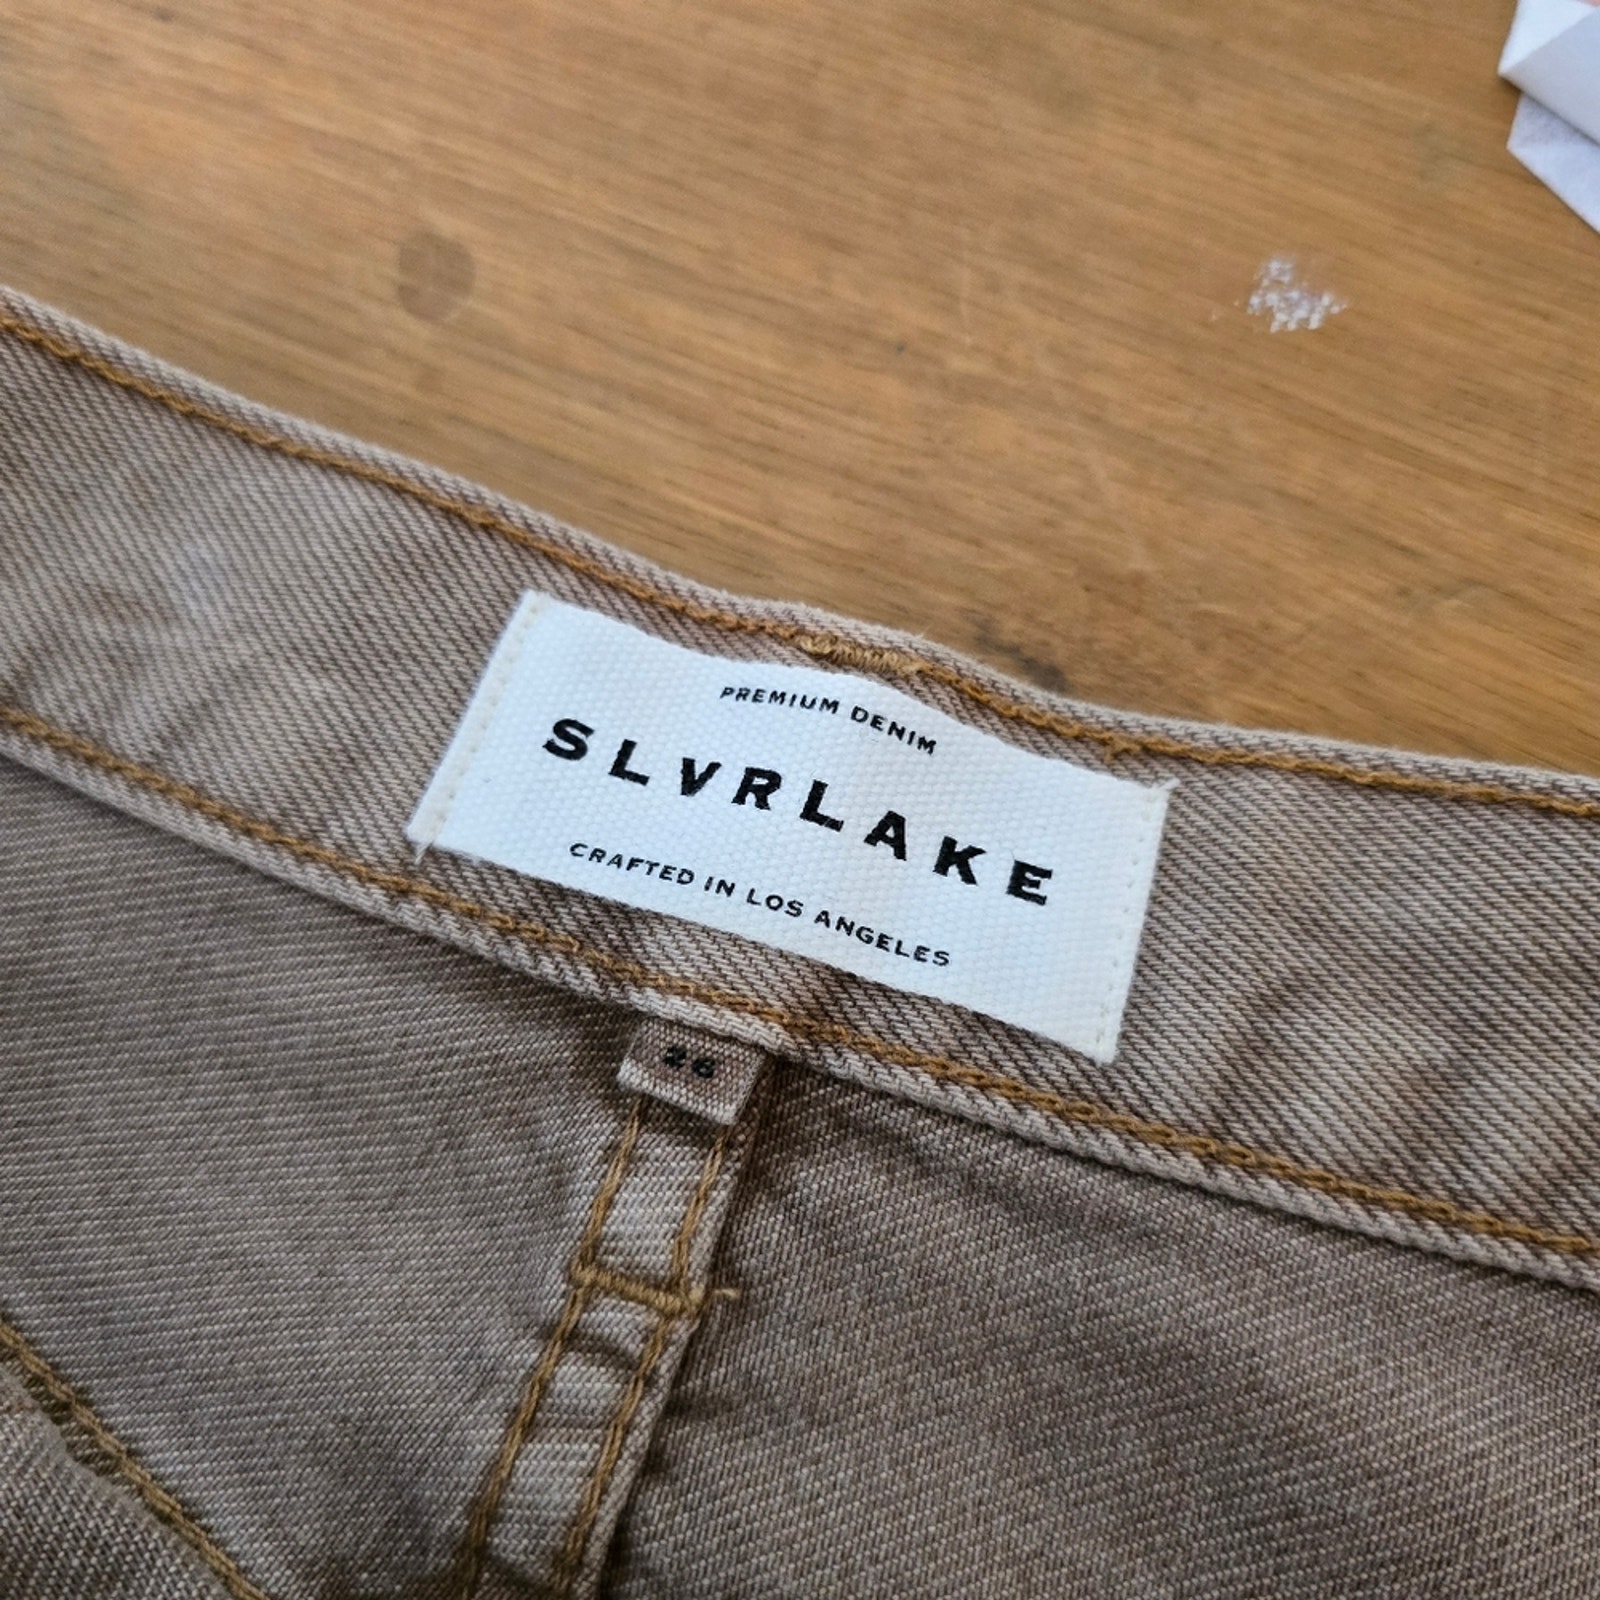 PREMIUM DENIM
SLVRLAKE
CRAFTED IN LOS ANGELES
26